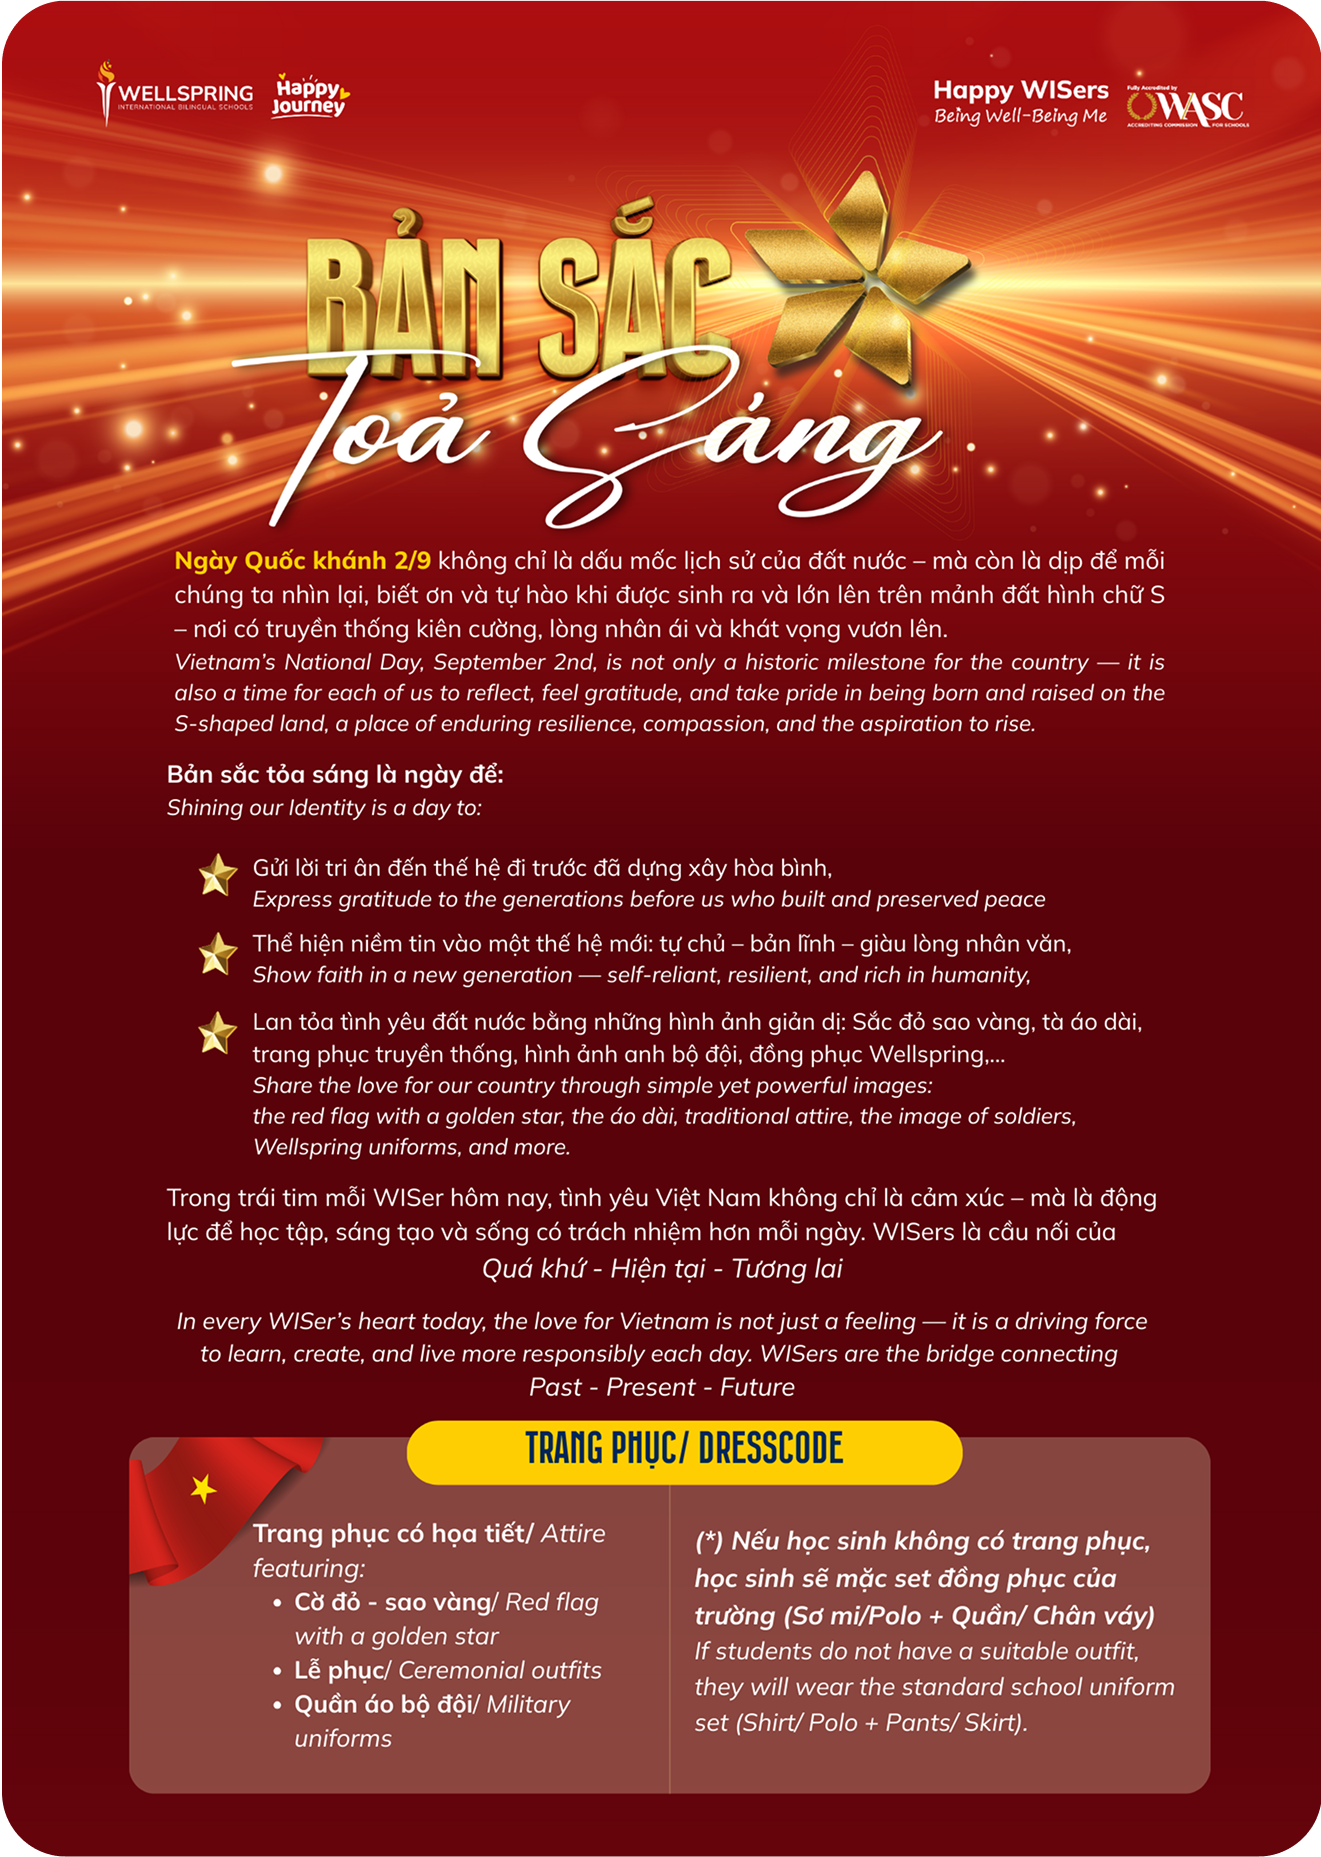 WELLSPRING
INTERNATIONAL BILINGUAL SCHOOLS
Happy
Journey
Happy WISers
Being Well-Being Me
Fully Accredited by
WASC
ACCREDITING COMMISSION FOR SCHOOLS
BẢN SẮC
Toả Sáng
Ngày Quốc khánh 2/9 không chỉ là dấu mốc lịch sử của đất nước – mà còn là dịp để mỗi
chúng ta nhìn lại, biết ơn và tự hào khi được sinh ra và lớn lên trên mảnh đất hình chữ S
– nơi có truyền thống kiên cường, lòng nhân ái và khát vọng vươn lên.
Vietnam’s National Day, September 2nd, is not only a historic milestone for the country — it is
also a time for each of us to reflect, feel gratitude, and take pride in being born and raised on the
S-shaped land, a place of enduring resilience, compassion, and the aspiration to rise.
Bản sắc tỏa sáng là ngày để:
Shining our Identity is a day to:
Gửi lời tri ân đến thế hệ đi trước đã dựng xây hòa bình,
Express gratitude to the generations before us who built and preserved peace
Thể hiện niềm tin vào một thế hệ mới: tự chủ – bản lĩnh – giàu lòng nhân văn,
Show faith in a new generation — self-reliant, resilient, and rich in humanity,
Lan tỏa tình yêu đất nước bằng những hình ảnh giản dị: Sắc đỏ sao vàng, tà áo dài,
trang phục truyền thống, hình ảnh anh bộ đội, đồng phục Wellspring,...
Share the love for our country through simple yet powerful images:
the red flag with a golden star, the áo dài, traditional attire, the image of soldiers,
Wellspring uniforms, and more.
Trong trái tim mỗi WISer hôm nay, tình yêu Việt Nam không chỉ là cảm xúc – mà là động
lực để học tập, sáng tạo và sống có trách nhiệm hơn mỗi ngày. WISers là cầu nối của
Quá khứ - Hiện tại - Tương lai
In every WISer’s heart today, the love for Vietnam is not just a feeling — it is a driving force
to learn, create, and live more responsibly each day. WISers are the bridge connecting
Past - Present - Future
TRANG PHỤC/ DRESSCODE
Trang phục có họa tiết/ Attire
featuring:
• Cờ đỏ - sao vàng/ Red flag
with a golden star
• Lễ phục/ Ceremonial outfits
• Quần áo bộ đội/ Military
uniforms
(*) Nếu học sinh không có trang phục,
học sinh sẽ mặc set đồng phục của
trường (Sơ mi/Polo + Quần/ Chân váy)
If students do not have a suitable outfit,
they will wear the standard school uniform
set (Shirt/ Polo + Pants/ Skirt).